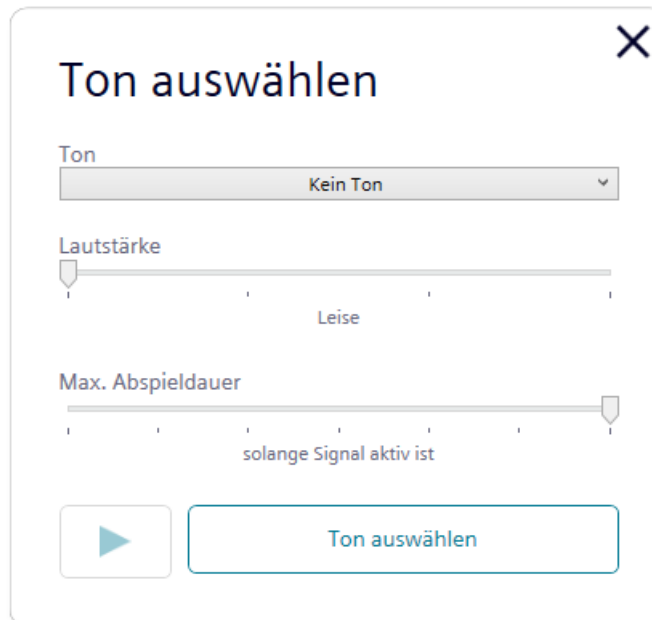 Ton auswählen
Ton
Kein Ton
Lautstärke
Leise
Max. Abspieldauer
solange Signal aktiv ist
Ton auswählen